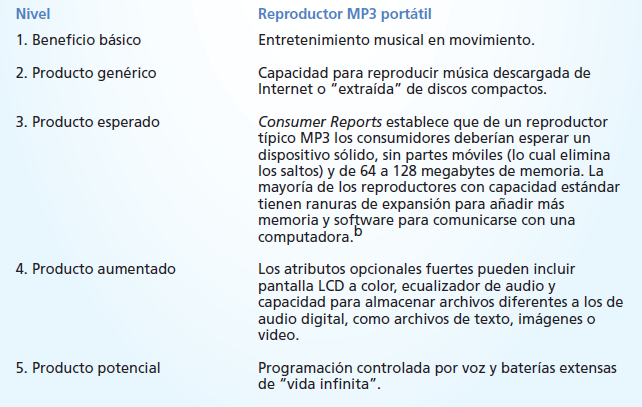 Nivel Reproductor MP3 portátil
1. Beneficio básico Entretenimiento musical en movimiento.
2. Producto genérico Capacidad para reproducir música descargada de
Internet o “extraída” de discos compactos.
3. Producto esperado Consumer Reports establece que de un reproductor
típico MP3 los consumidores deberían esperar un
dispositivo sólido, sin partes móviles (lo cual elimina
los saltos) y de 64 a 128 megabytes de memoria. La
mayoría de los reproductores con capacidad estándar
tienen ranuras de expansión para añadir más
memoria y software para comunicarse con una
computadora.b
4. Producto aumentado Los atributos opcionales fuertes pueden incluir
pantalla LCD a color, ecualizador de audio y
capacidad para almacenar archivos diferentes a los de
audio digital, como archivos de texto, imágenes o
video.
5. Producto potencial Programación controlada por voz y baterías extensas
de “vida infinita”.